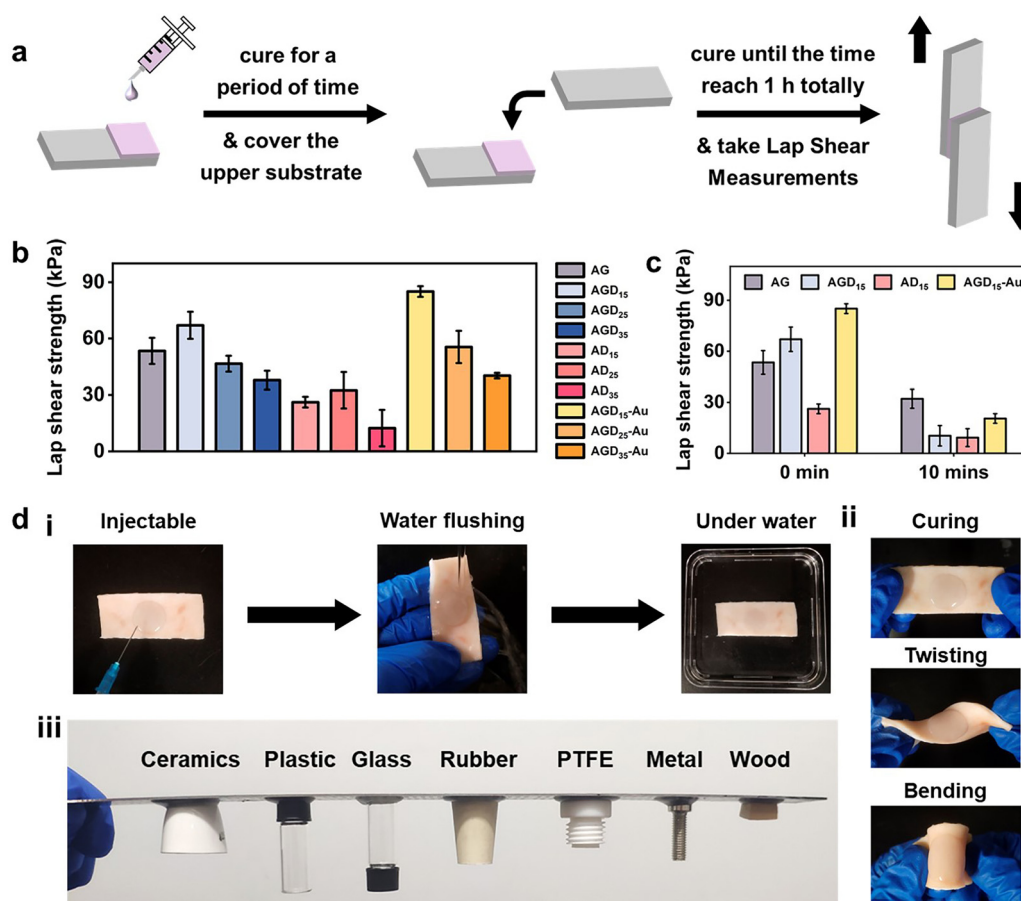 a
cure for a
period of time
& cover the
upper substrate
cure until the time
reach 1 h totally
& take Lap Shear
Measurements
b
Lap shear strength (kPa)
90
60
30
0
AG
AGD₁₅
AGD₂₅
AGD₃₅
AD₁₅
AD₂₅
AD₃₅
AGD₁₅-Au
AGD₂₅-Au
AGD₃₅-Au
c
Lap shear strength (kPa)
90
60
30
0
AG AGD₁₅ AD₁₅ AGD₁₅-Au
0 min 10 mins
d i
Injectable Water flushing Under water
ii
Curing
Twisting
Bending
iii
Ceramics Plastic Glass Rubber PTFE Metal Wood